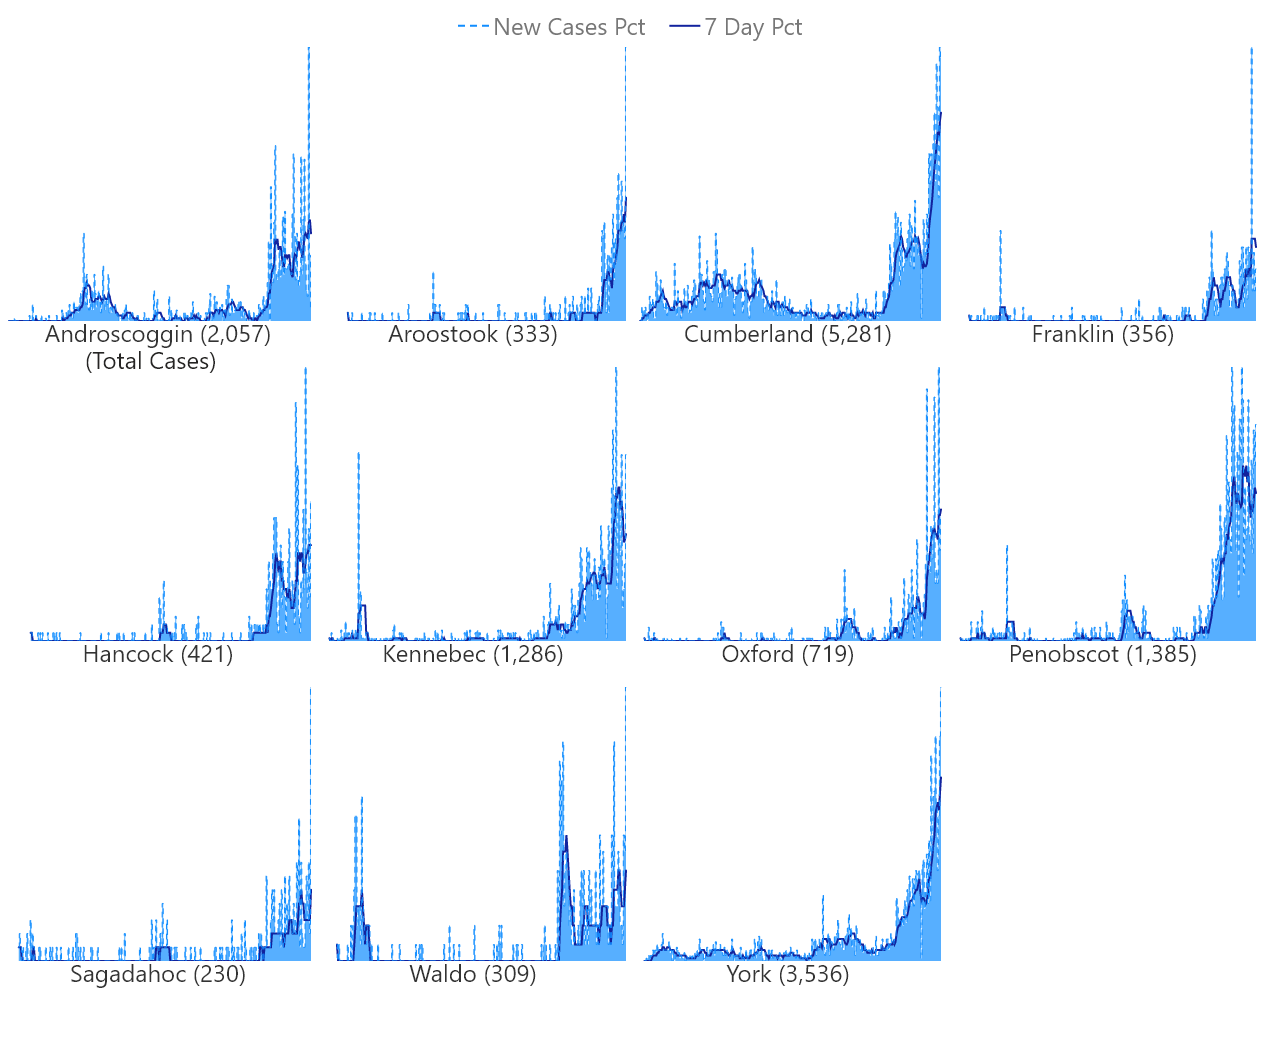 New Cases Pct 7 Day Pct
Androscoggin (2,057) Aroostook (333) Cumberland (5,281) Franklin (356)
(Total Cases)
Hancock (421) Kennebec (1,286) Oxford (719) Penobscot (1,385)
Sagadahoc (230) Waldo (309) York (3,536)